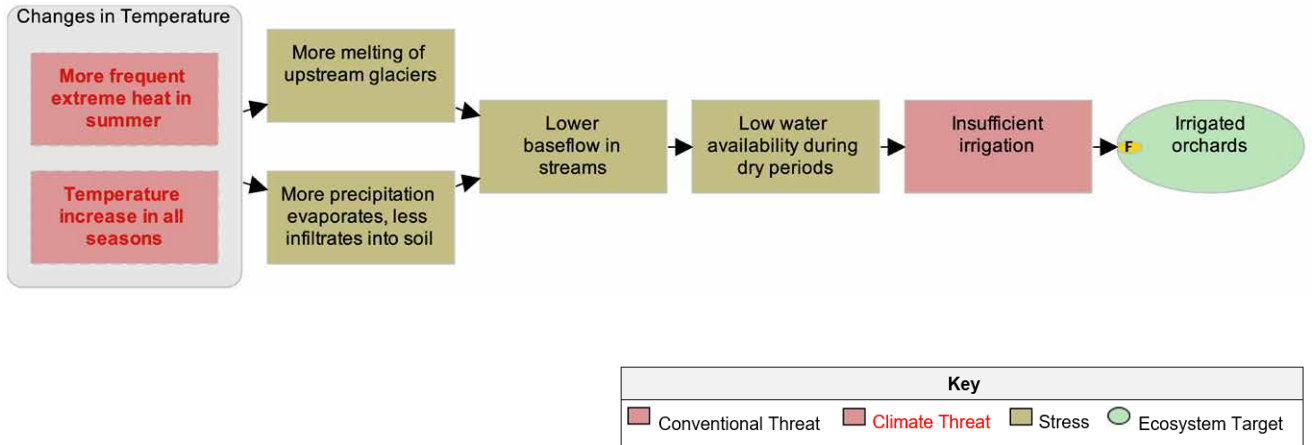 Changes in Temperature
More frequent
extreme heat in
summer
Temperature
increase in all
seasons
More melting of
upstream glaciers
More precipitation
evaporates, less
infiltrates into soil
Lower
baseflow in
streams
Low water
availability during
dry periods
Insufficient
irrigation
F
Irrigated
orchards
Key
Conventional Threat
Climate Threat
Stress
Ecosystem Target